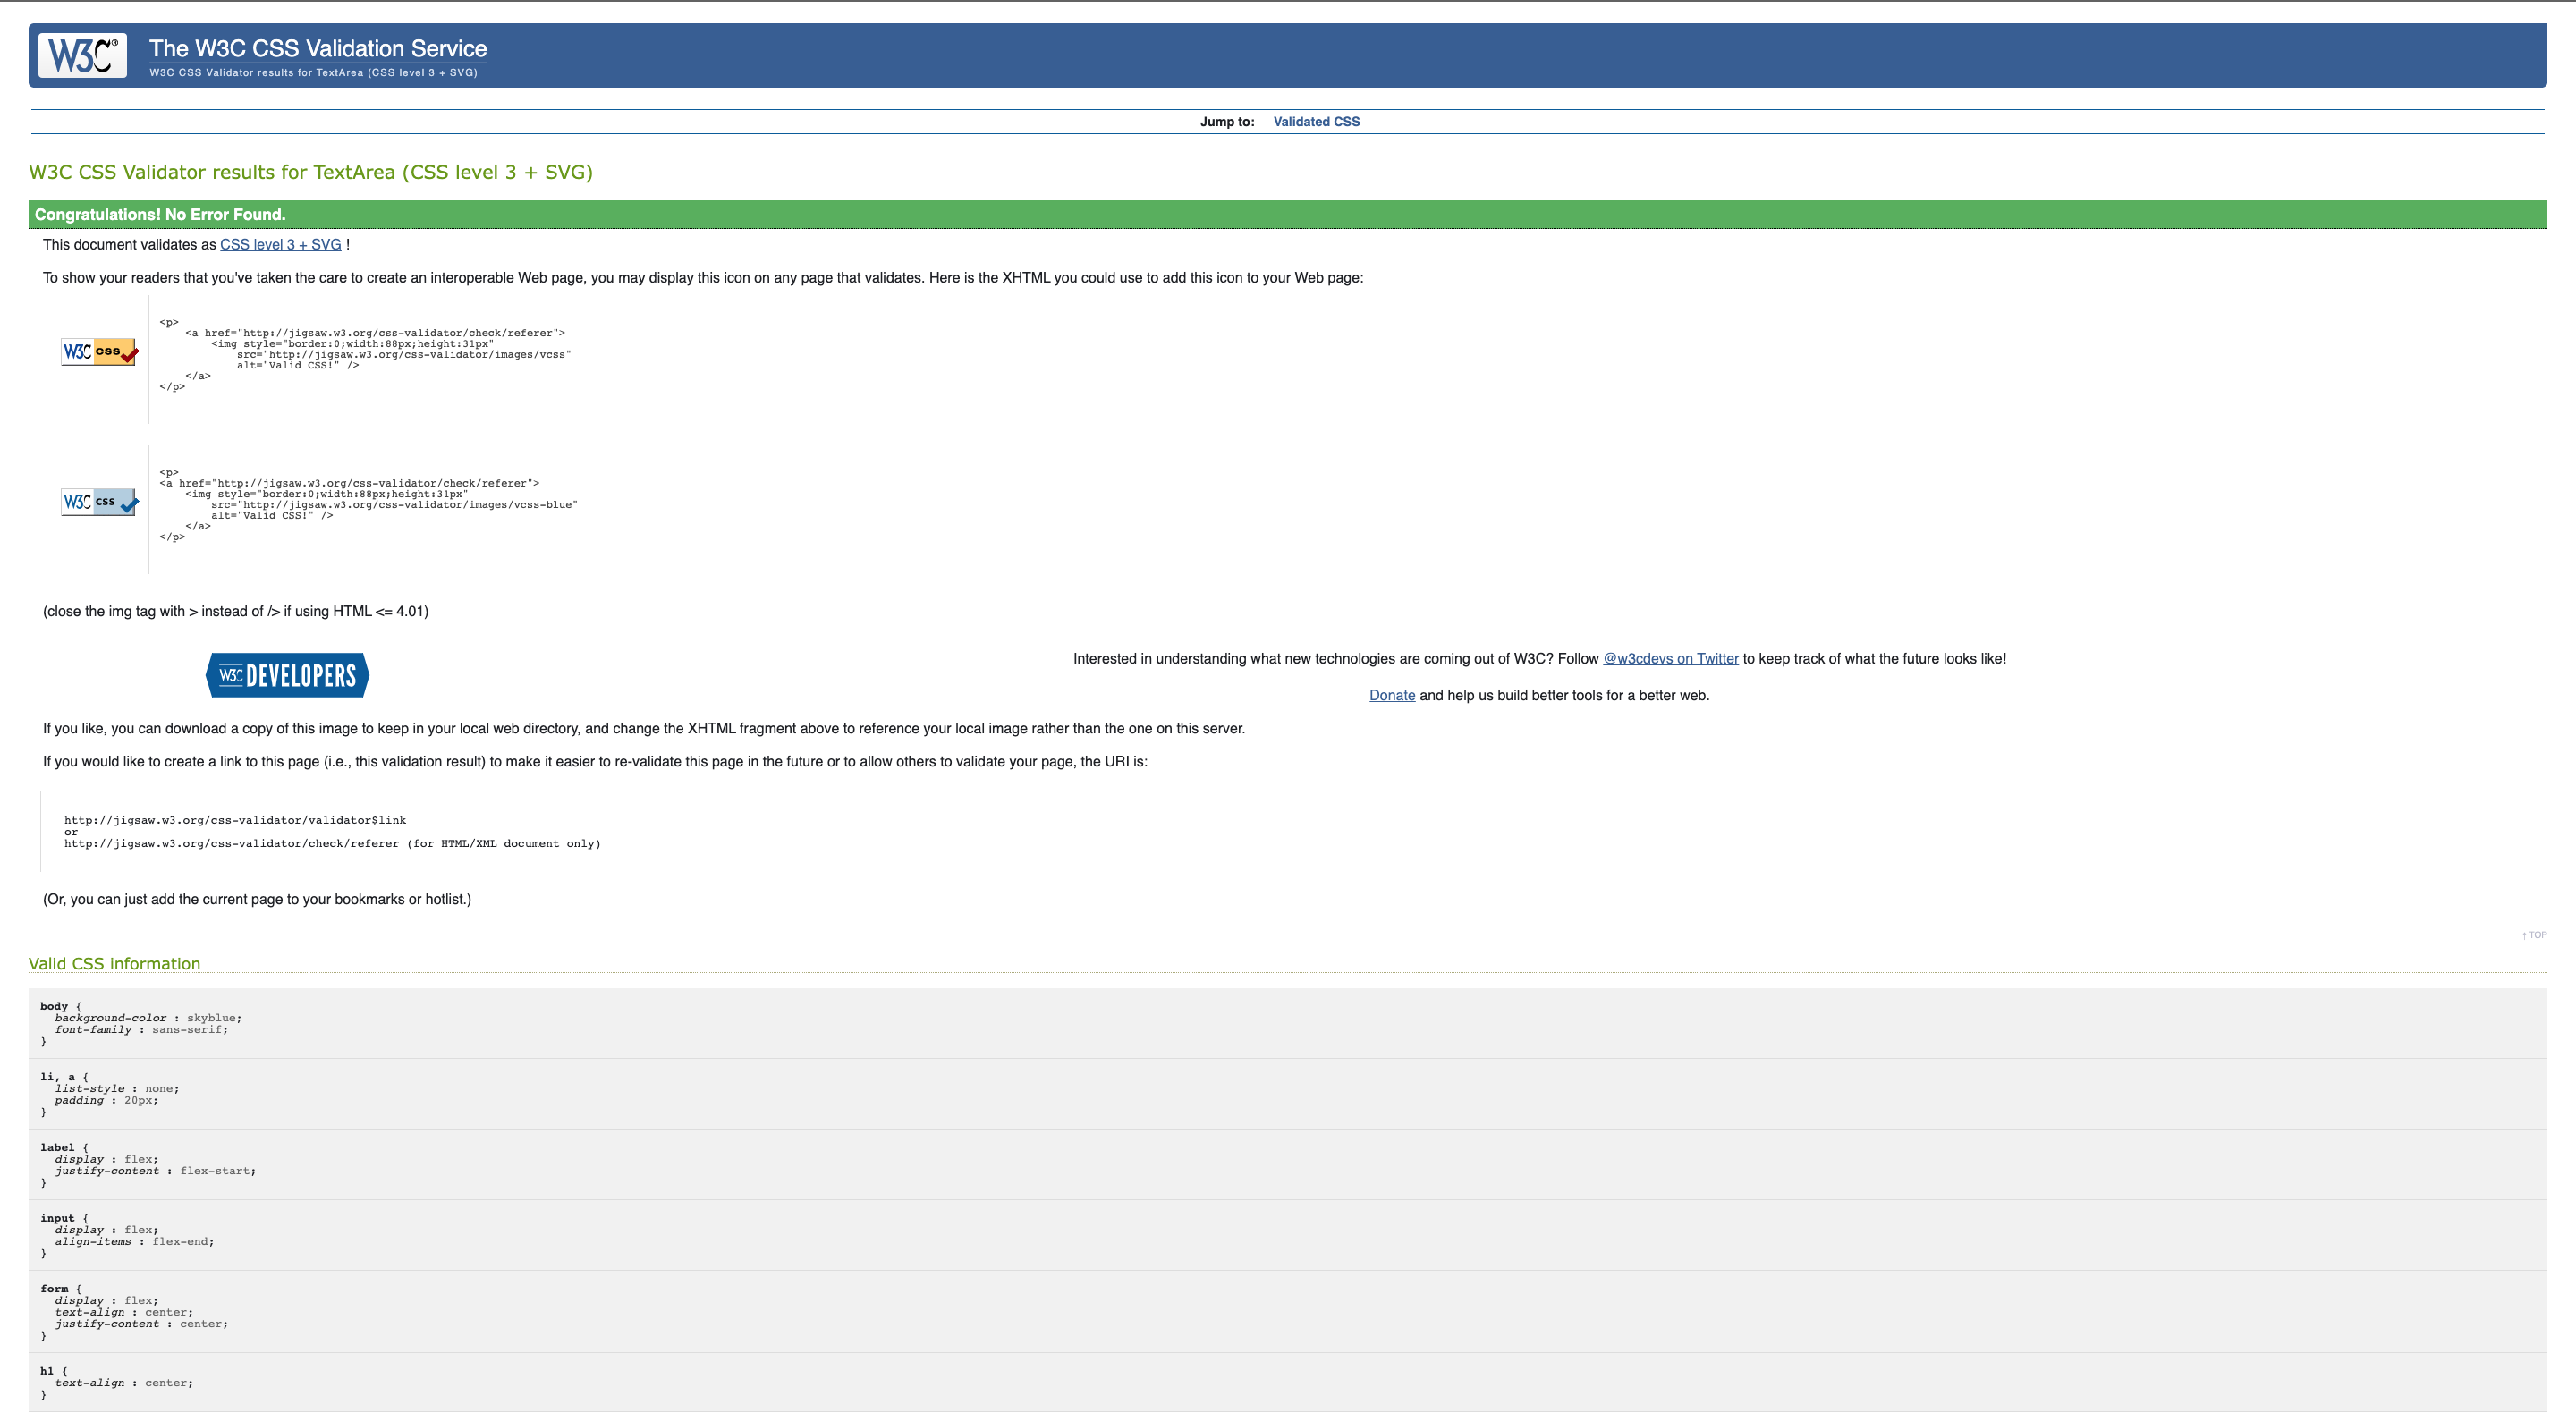 W3C®
The W3C CSS Validation Service
W3C CSS Validator results for TextArea (CSS level 3 + SVG)
Jump to: Validated CSS
W3C CSS Validator results for TextArea (CSS level 3 + SVG)
Congratulations! No Error Found.
This document validates as CSS level 3 + SVG !
To show your readers that you've taken the care to create an interoperable Web page, you may display this icon on any page that validates. Here is the XHTML you could use to add this icon to your Web page:
W3C css
<p>
<a href="http://jigsaw.w3.org/css-validator/check/referer">
<img style="border:0;width:88px;height:31px"
src="http://jigsaw.w3.org/css-validator/images/vcss"
alt="Valid CSS!" />
</a>
</p>
W3C css
<p>
<a href="http://jigsaw.w3.org/css-validator/check/referer">
<img style="border:0;width:88px;height:31px"
src="http://jigsaw.w3.org/css-validator/images/vcss-blue"
alt="Valid CSS!" />
</a>
</p>
(close the img tag with > instead of /> if using HTML <= 4.01)
W3C DEVELOPERS
Interested in understanding what new technologies are coming out of W3C? Follow @w3cdevs on Twitter to keep track of what the future looks like!
Donate and help us build better tools for a better web.
If you like, you can download a copy of this image to keep in your local web directory, and change the XHTML fragment above to reference your local image rather than the one on this server.
If you would like to create a link to this page (i.e., this validation result) to make it easier to re-validate this page in the future or to allow others to validate your page, the URI is:
http://jigsaw.w3.org/css-validator/validator$link
or
http://jigsaw.w3.org/css-validator/check/referer (for HTML/XML document only)
(Or, you can just add the current page to your bookmarks or hotlist.)
↑ TOP
Valid CSS information
body {
background-color : skyblue;
font-family : sans-serif;
}
li, a {
list-style : none;
padding : 20px;
}
label {
display : flex;
justify-content : flex-start;
}
input {
display : flex;
align-items : flex-end;
}
form {
display : flex;
text-align : center;
justify-content : center;
}
h1 {
text-align : center;
}